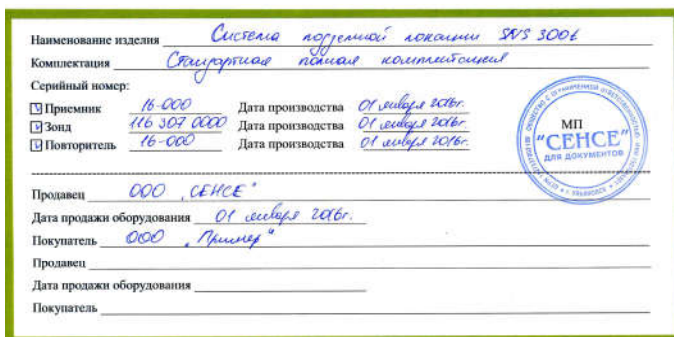 Наименование изделия Система подземной локации SNS 300t
Комплектация Стандартная полная комплектация
Серийный номер:
Приемник 16-000 Дата производства 01 января 2016г.
Зонд 116 307 0000 Дата производства 01 января 2016г.
Повторитель 16-000 Дата производства 01 января 2016г.
МП
"СЕНСЕ"
ДЛЯ ДОКУМЕНТОВ
Продавец ООО „СЕНСЕ"
Дата продажи оборудования 01 января 2016г.
Покупатель ООО „Пример"
Продавец
Дата продажи оборудования
Покупатель